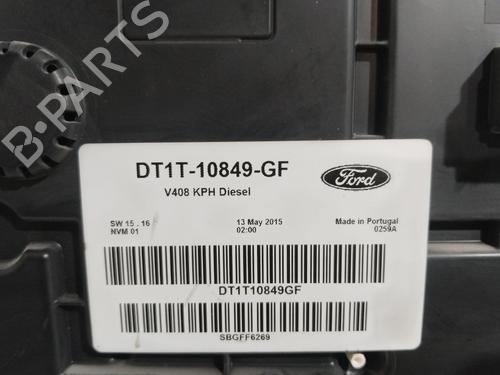 B-PARTS
DT1T-10849-GF
V408 KPH Diesel
Ford
SW 15 . 16
NVM 01
13 May 2015
02:00
Made in Portugal
0259A
DT1T10849GF
SBGFF6269